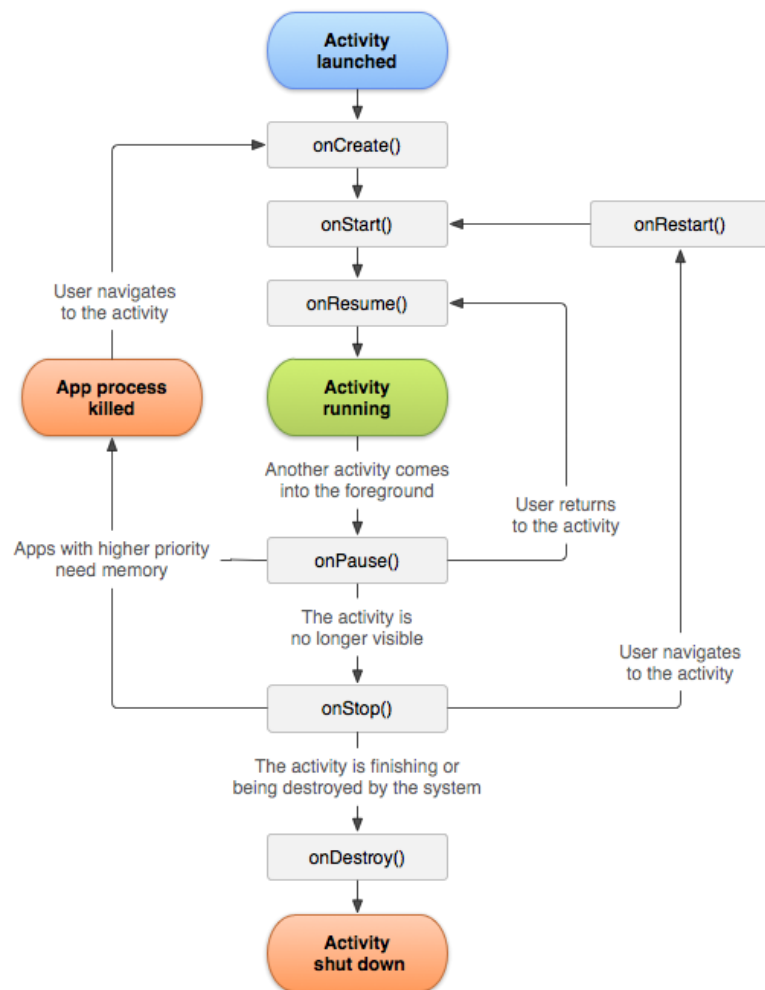 Activity
launched
onCreate()
onStart()
onRestart()
User navigates
to the activity
onResume()
App process
killed
Activity
running
Another activity comes
into the foreground
User returns
to the activity
Apps with higher priority
need memory
onPause()
The activity is
no longer visible
User navigates
to the activity
onStop()
The activity is finishing or
being destroyed by the system
onDestroy()
Activity
shut down